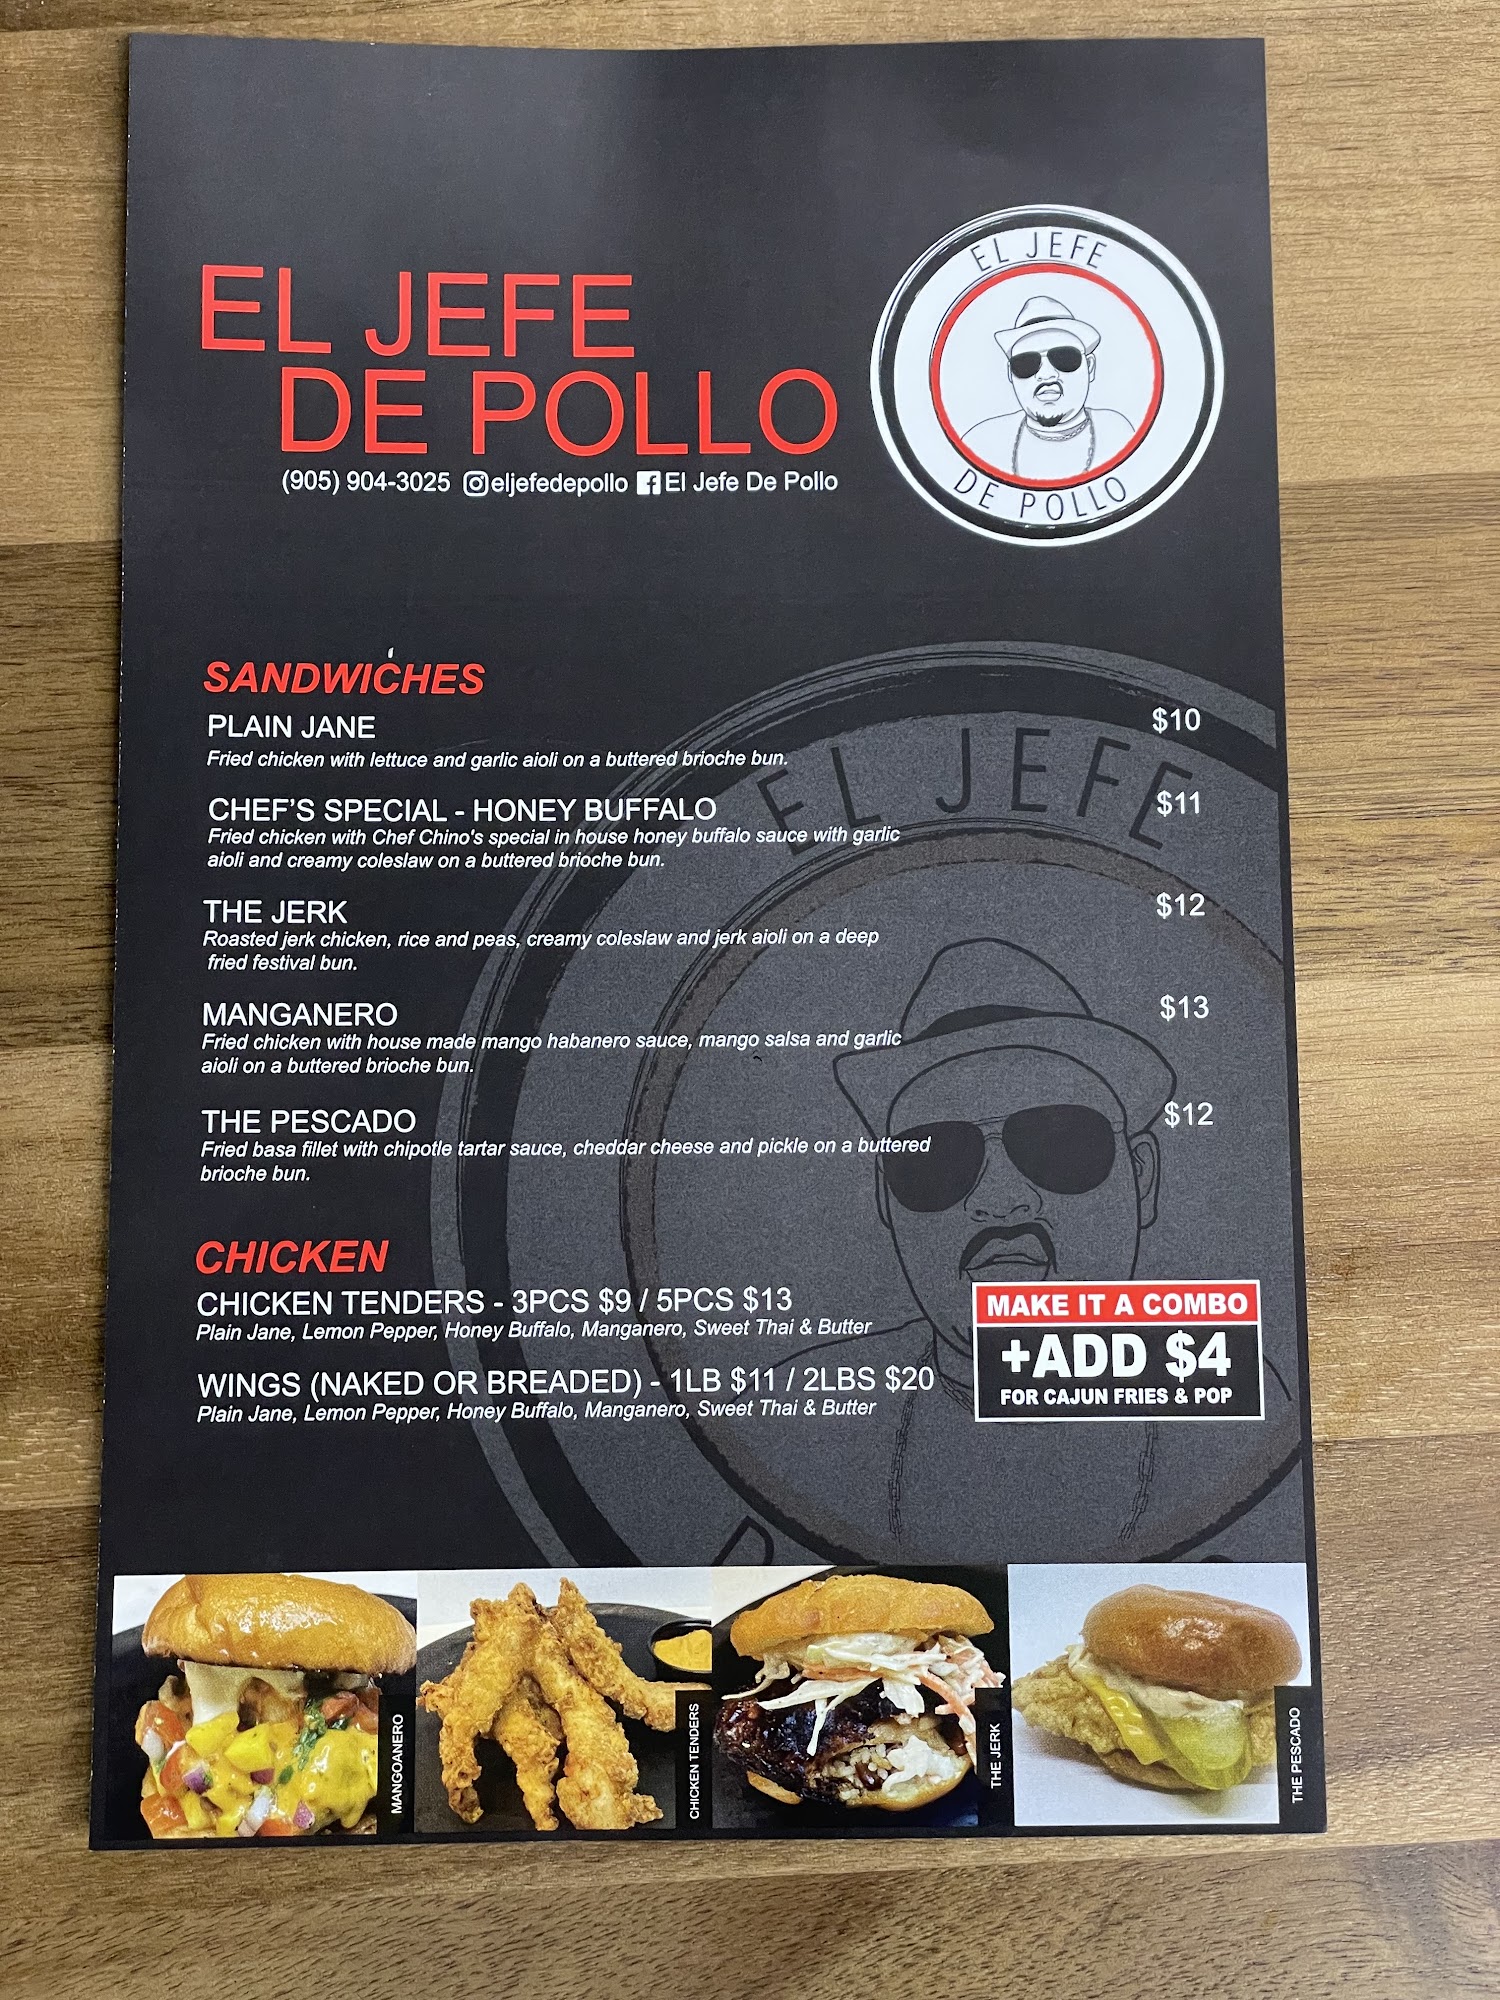 EL JEFE
DE POLLO
(905) 904-3025 eljefedepollo El Jefe De Pollo
EL JEFE
DE POLLO
SANDWICHES
PLAIN JANE $10
Fried chicken with lettuce and garlic aioli on a buttered brioche bun.
CHEF'S SPECIAL - HONEY BUFFALO $11
Fried chicken with Chef Chino's special in house honey buffalo sauce with garlic
aioli and creamy coleslaw on a buttered brioche bun.
THE JERK $12
Roasted jerk chicken, rice and peas, creamy coleslaw and jerk aioli on a deep
fried festival bun.
MANGANERO $13
Fried chicken with house made mango habanero sauce, mango salsa and garlic
aioli on a buttered brioche bun.
THE PESCADO $12
Fried basa fillet with chipotle tartar sauce, cheddar cheese and pickle on a buttered
brioche bun.
EL JEFE
CHICKEN
CHICKEN TENDERS - 3PCS $9 / 5PCS $13
Plain Jane, Lemon Pepper, Honey Buffalo, Manganero, Sweet Thai & Butter
WINGS (NAKED OR BREADED) - 1LB $11 / 2LBS $20
Plain Jane, Lemon Pepper, Honey Buffalo, Manganero, Sweet Thai & Butter
MAKE IT A COMBO
+ADD $4
FOR CAJUN FRIES & POP
MANGOANERO
CHICKEN TENDERS
THE JERK
THE PESCADO